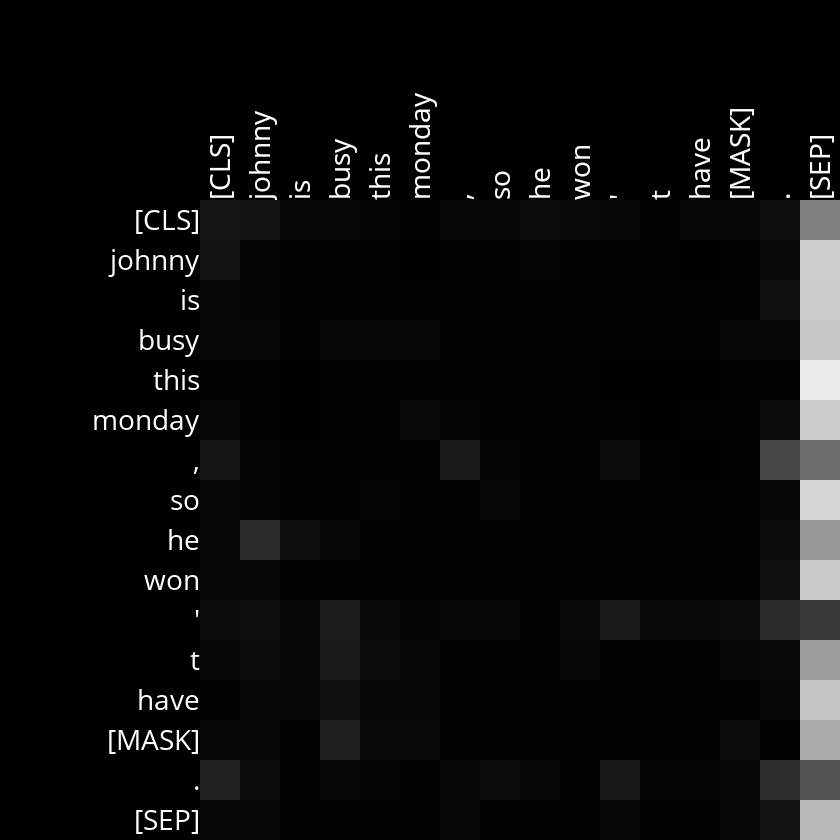 [CLS] johnny is busy this monday , so he won ' t have [MASK] . [SEP]
[CLS]
johnny
is
busy
this
monday
,
so
he
won
'
t
have
[MASK]
.
[SEP]